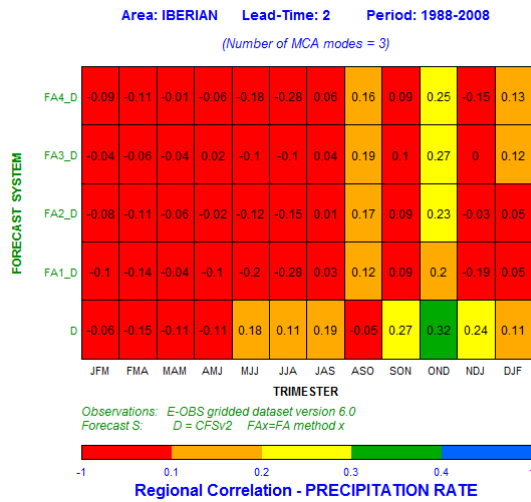 Area: IBERIAN Lead-Time: 2 Period: 1988-2008
(Number of MCA modes = 3)
FORECAST SYSTEM
FA4_D -0.09 -0.11 -0.01 -0.06 -0.18 -0.28 0.06 0.16 0.09 0.25 -0.15 0.13
FA3_D -0.04 -0.06 -0.04 0.02 -0.1 -0.1 0.04 0.19 0.1 0.27 0 0.12
FA2_D -0.08 -0.11 -0.06 -0.02 -0.12 -0.15 0.01 0.17 0.09 0.23 -0.03 0.05
FA1_D -0.1 -0.14 -0.04 -0.1 -0.2 -0.28 0.03 0.12 0.09 0.2 -0.19 0.05
D -0.06 -0.15 -0.11 -0.11 0.18 0.11 0.19 -0.05 0.27 0.32 0.24 0.11
JFM FMA MAM AMJ MJJ JJA JAS ASO SON OND NDJ DJF
TRIMESTER
Observations: E-OBS gridded dataset version 6.0
Forecast S: D = CFSv2 FAx=FA method x
-1 0.1 0.2 0.3 0.4 1
Regional Correlation - PRECIPITATION RATE